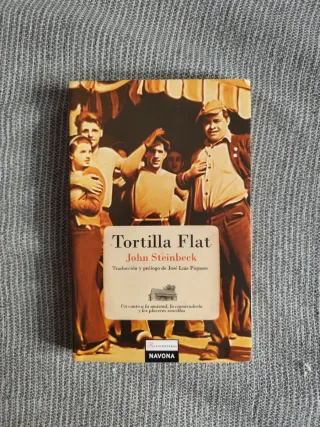 Tortilla Flat
John Steinbeck
Traducción y prólogo de José Luis Piquero
Un canto a la amistad, la camaradería
y los placeres sencillos
Reencuentros
NAVONA